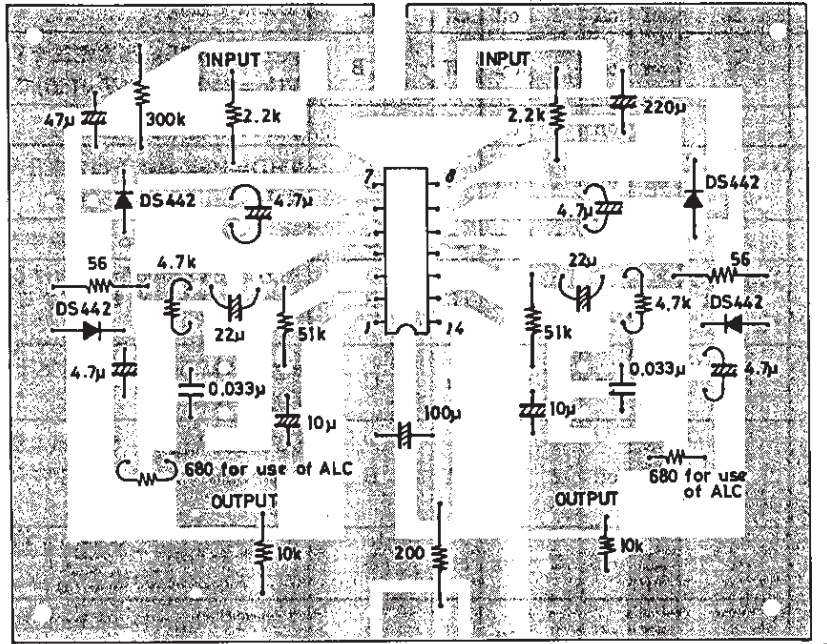 INPUT
INPUT
47μ
300k
2.2k
2.2k
220μ
7
8
DS442
4.7μ
4.7μ
DS442
56
4.7k
22μ
56
DS442
22μ
51k
51k
4.7k
DS442
1
14
4.7μ
0.033μ
10μ
100μ
10μ
0.033μ
4.7μ
680 for use of ALC
680 for use
of ALC
OUTPUT
OUTPUT
10k
200
10k